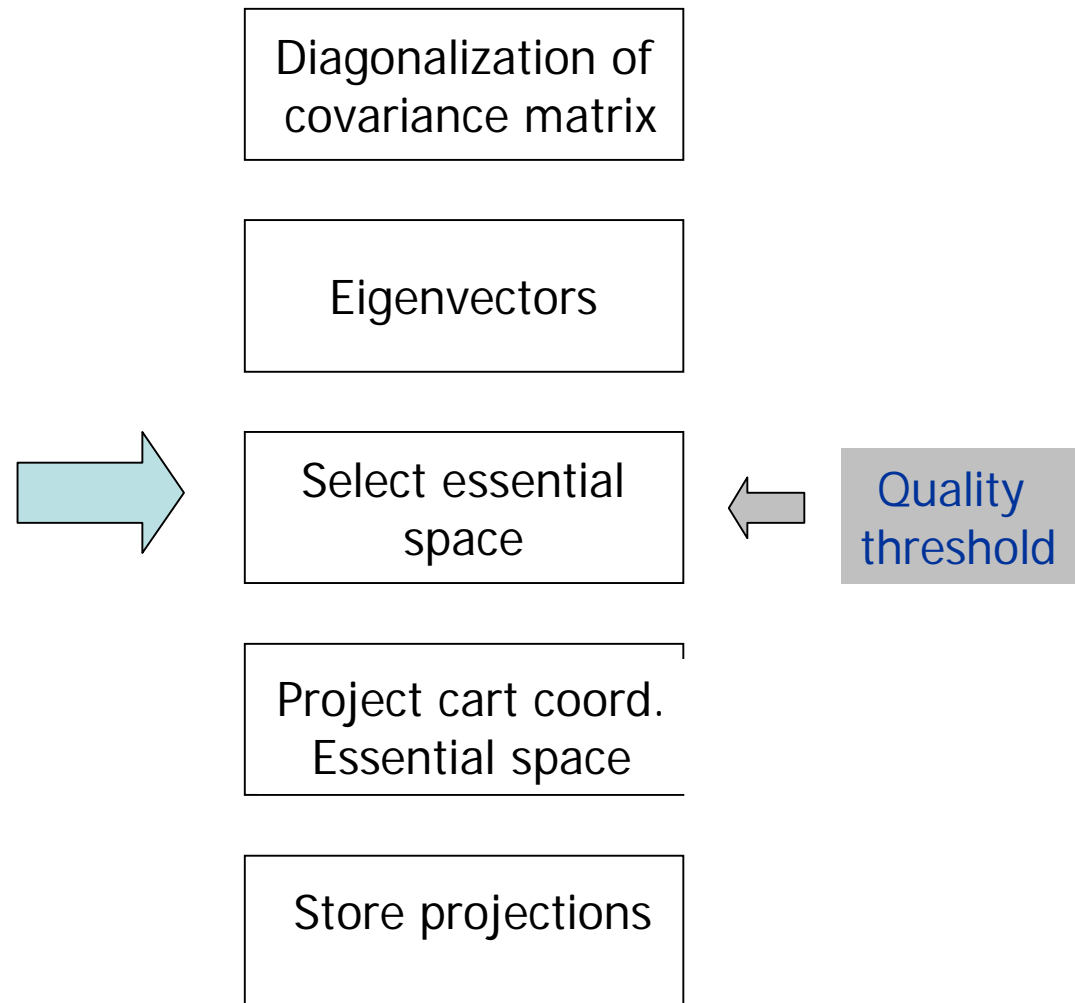 Diagonalization of
covariance matrix
Eigenvectors
Select essential
space
Quality
threshold
Project cart coord.
Essential space
Store projections